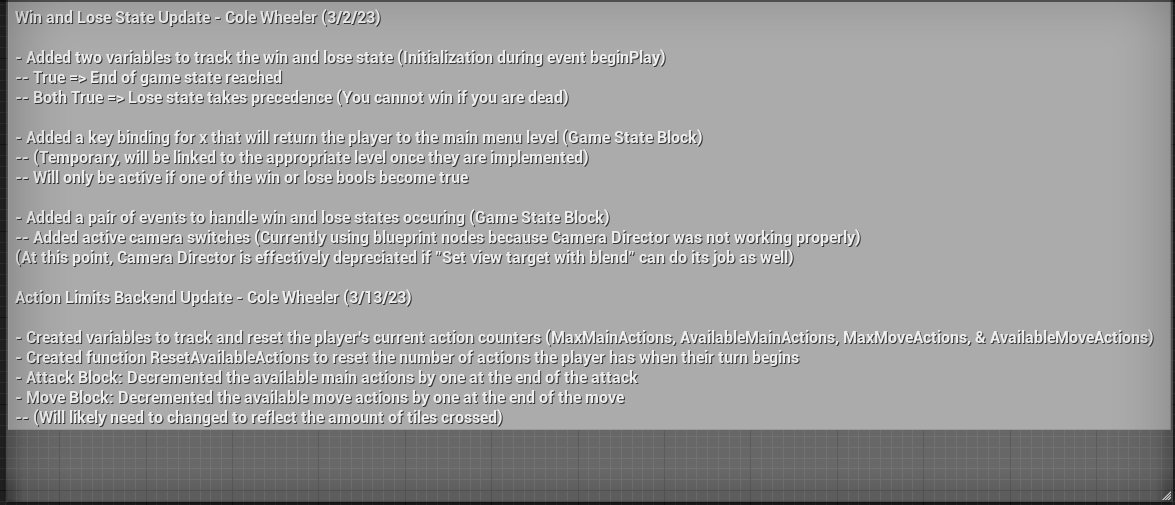 Win and Lose State Update - Cole Wheeler (3/2/23)
- Added two variables to track the win and lose state (Initialization during event beginPlay)
-- True => End of game state reached
-- Both True => Lose state takes precedence (You cannot win if you are dead)
- Added a key binding for x that will return the player to the main menu level (Game State Block)
-- (Temporary, will be linked to the appropriate level once they are implemented)
-- Will only be active if one of the win or lose bools become true
- Added a pair of events to handle win and lose states occuring (Game State Block)
-- Added active camera switches (Currently using blueprint nodes because Camera Director was not working properly)
(At this point, Camera Director is effectively depreciated if "Set view target with blend" can do its job as well)
Action Limits Backend Update - Cole Wheeler (3/13/23)
- Created variables to track and reset the player's current action counters (MaxMainActions, AvailableMainActions, MaxMoveActions, & AvailableMoveActions)
- Created function ResetAvailableActions to reset the number of actions the player has when their turn begins
- Attack Block: Decremented the available main actions by one at the end of the attack
- Move Block: Decremented the available move actions by one at the end of the move
-- (Will likely need to changed to reflect the amount of tiles crossed)